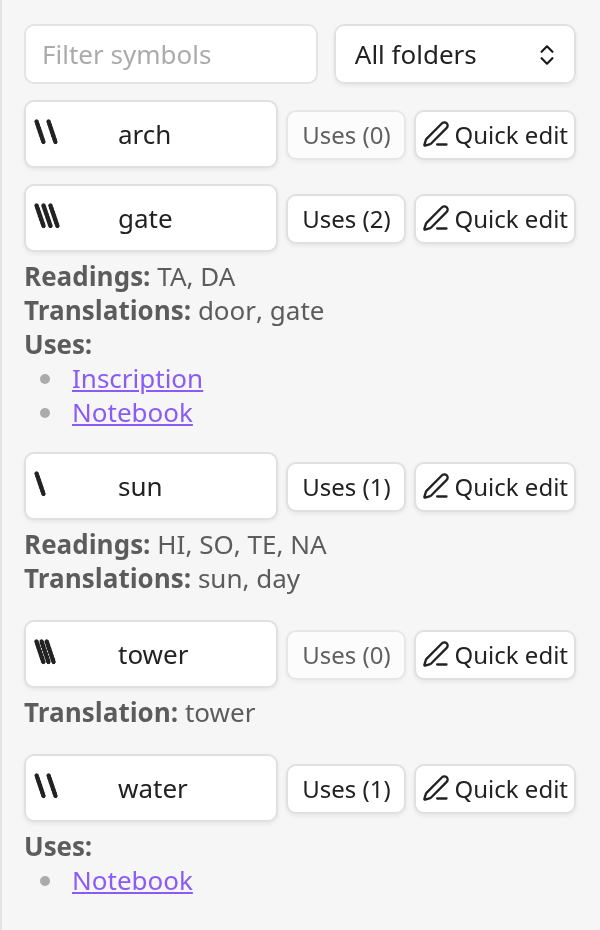 Filter symbols
All folders
arch Uses (0) Quick edit
gate Uses (2) Quick edit
Readings: TA, DA
Translations: door, gate
Uses:
Inscription
Notebook
sun Uses (1) Quick edit
Readings: HI, SO, TE, NA
Translations: sun, day
tower Uses (0) Quick edit
Translation: tower
water Uses (1) Quick edit
Uses:
Notebook